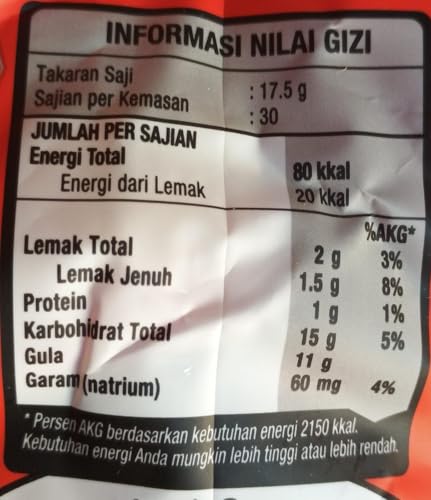 INFORMASI NILAI GIZI
Takaran Saji : 17.5 g
Sajian per Kemasan : 30
JUMLAH PER SAJIAN
Energi Total 80 kkal
Energi dari Lemak 20 kkal
%AKG*
Lemak Total 2 g 3%
Lemak Jenuh 1.5 g 8%
Protein 1 g 1%
Karbohidrat Total 15 g 5%
Gula 11 g
Garam (natrium) 60 mg 4%
* Persen AKG berdasarkan kebutuhan energi 2150 kkal.
Kebutuhan energi Anda mungkin lebih tinggi atau lebih rendah.